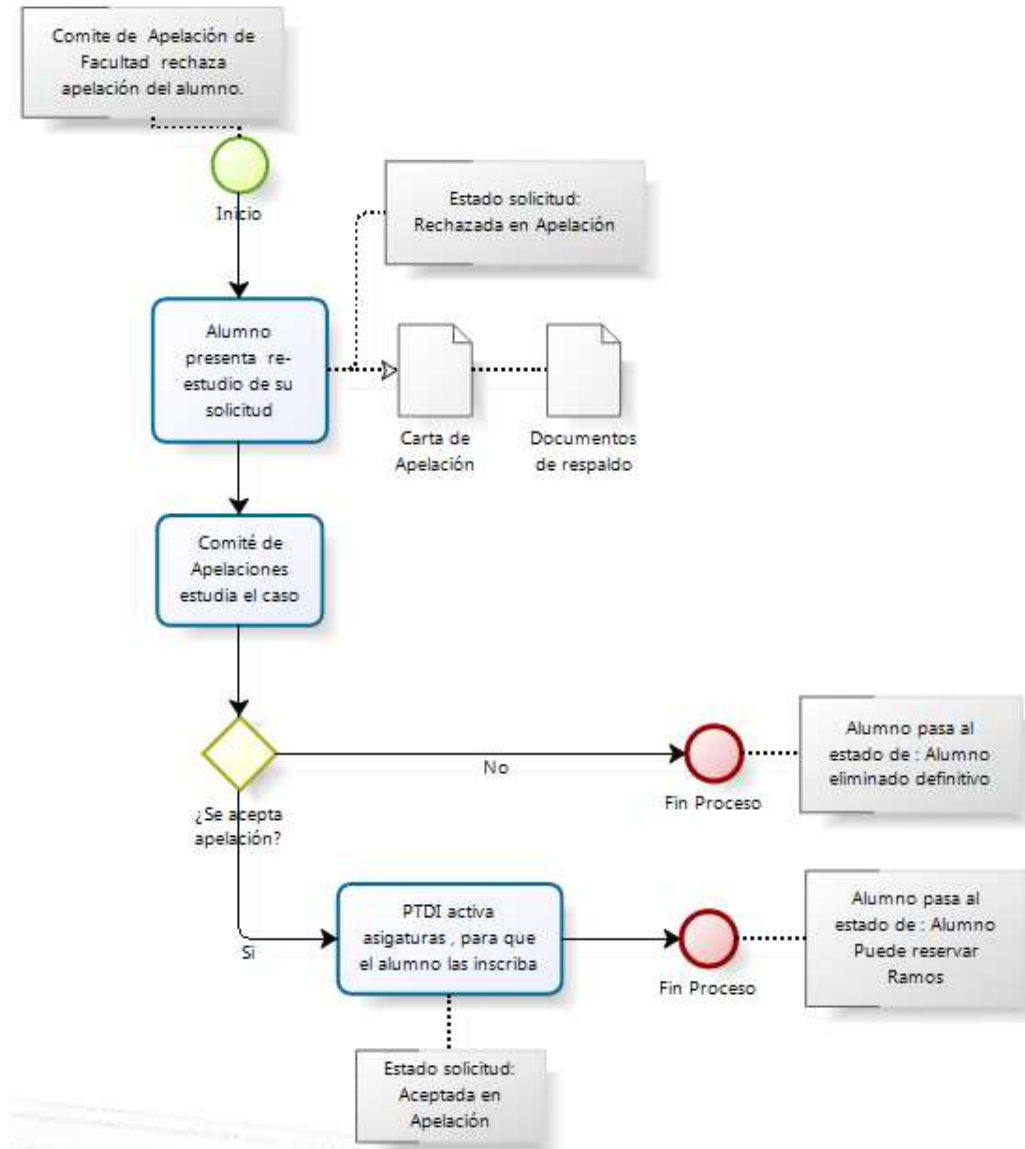 Comite de Apelación de
Facultad rechaza
apelación del alumno.
Inicio
Estado solicitud:
Rechazada en Apelación
Alumno
presenta re-
estudio de su
solicitud
Carta de
Apelación
Documentos
de respaldo
Comité de
Apelaciones
estudia el caso
¿Se acepta
apelación?
No
Fin Proceso
Alumno pasa al
estado de : Alumno
eliminado definitivo
Si
PTDI activa
asigaturas , para que
el alumno las inscriba
Fin Proceso
Alumno pasa al
estado de : Alumno
Puede reservar
Ramos
Estado solicitud:
Aceptada en
Apelación